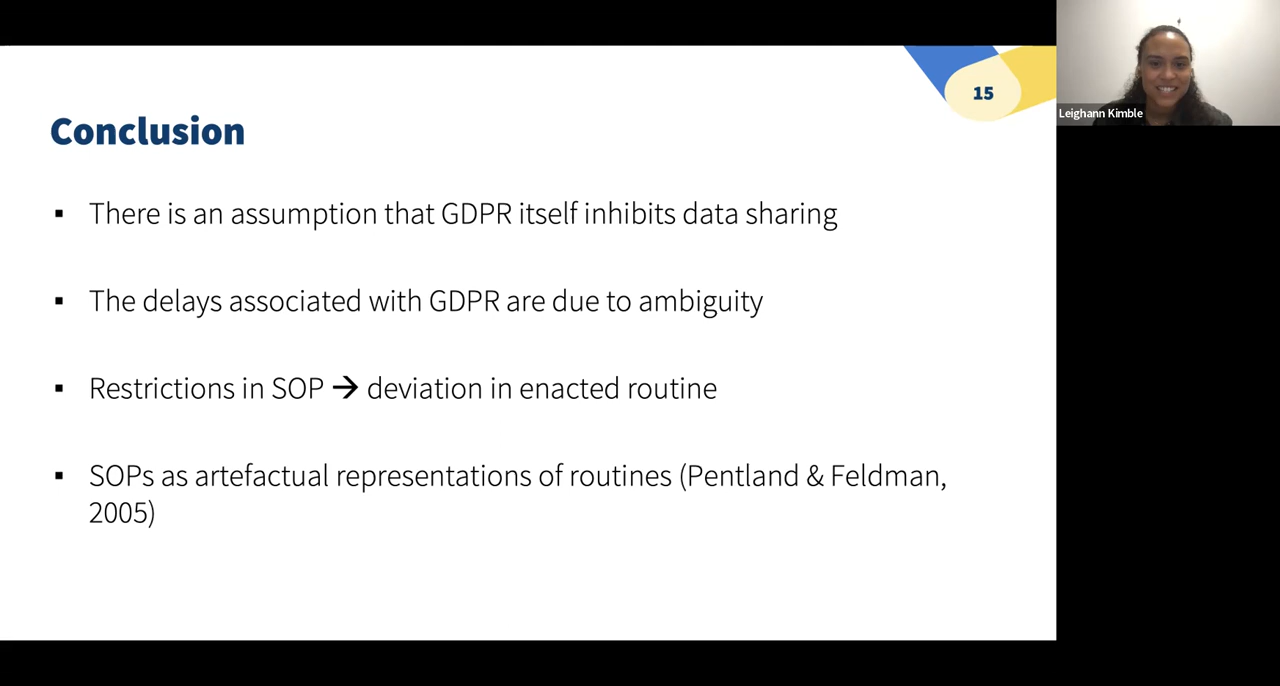 15
Leighann Kimble
Conclusion
▪ There is an assumption that GDPR itself inhibits data sharing
▪ The delays associated with GDPR are due to ambiguity
▪ Restrictions in SOP → deviation in enacted routine
▪ SOPs as artefactual representations of routines (Pentland & Feldman,
2005)